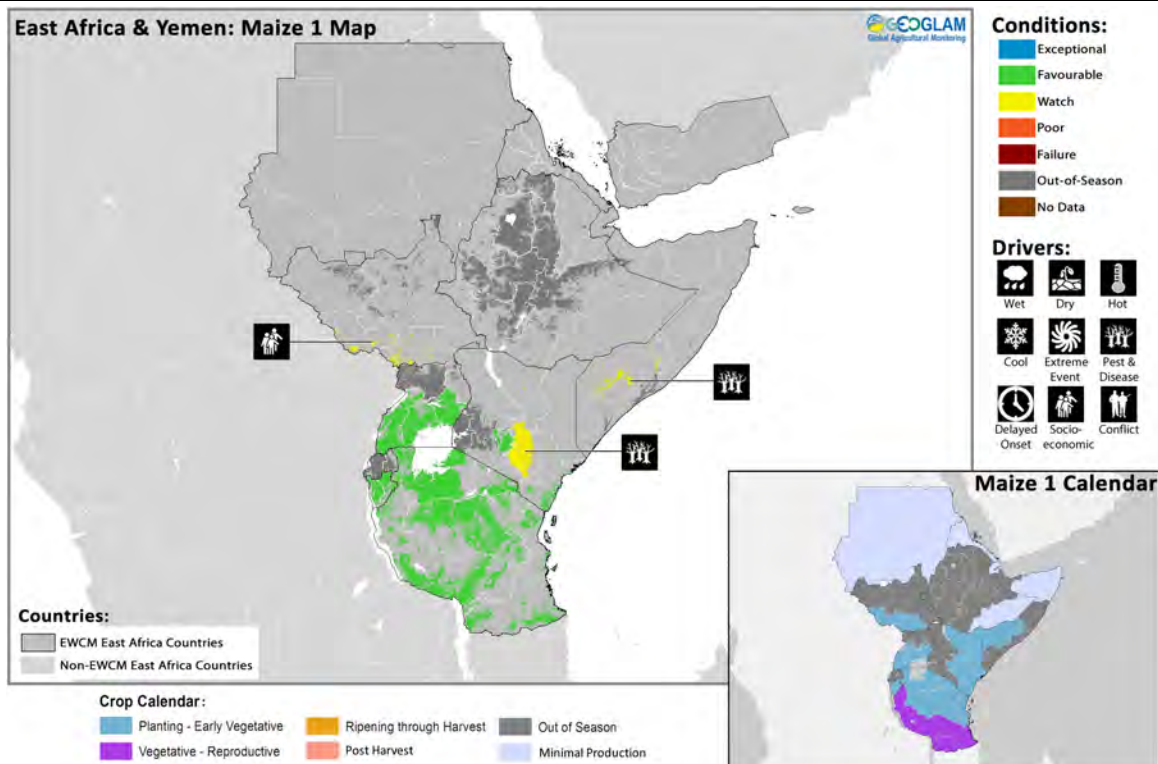 East Africa & Yemen: Maize 1 Map
GEOGLAM
Global Agricultural Monitoring
Conditions:
Exceptional
Favourable
Watch
Poor
Failure
Out-of-Season
No Data
Drivers:
Wet
Dry
Hot
Cool
Extreme
Event
Pest &
Disease
Delayed
Onset
Socio-
economic
Conflict
Maize 1 Calendar
Countries:
EWCM East Africa Countries
Non-EWCM East Africa Countries
Crop Calendar:
Planting - Early Vegetative
Ripening through Harvest
Out of Season
Vegetative - Reproductive
Post Harvest
Minimal Production